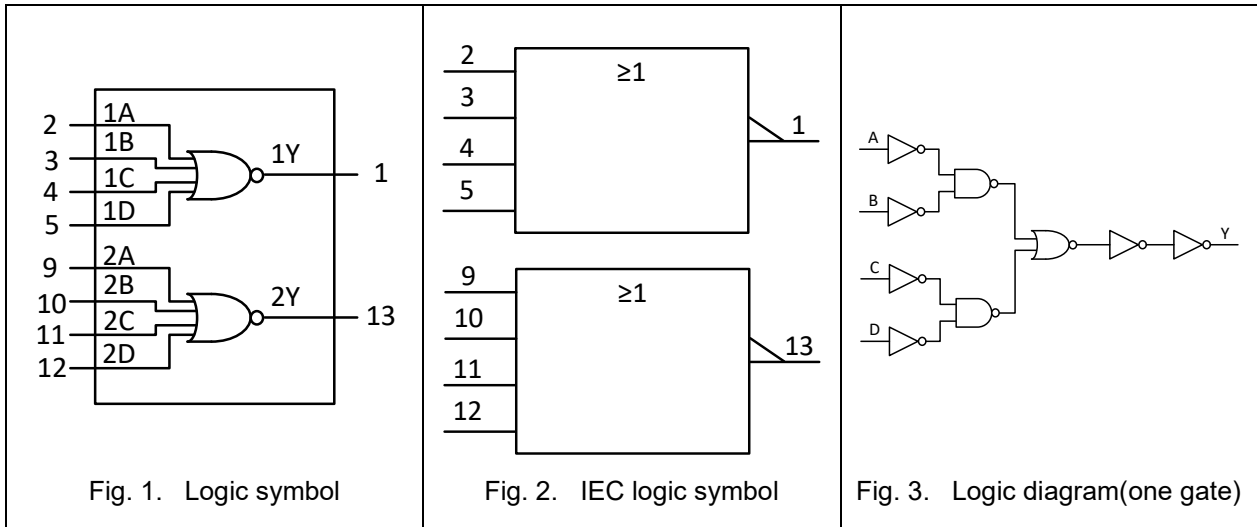 1A
2
1B
1Y
3
1
1C
4
1D
5
2A
9
2B
2Y
10
13
2C
11
2D
12
Fig. 1. Logic symbol
2
≥1
3
1
4
5
9
≥1
10
13
11
12
Fig. 2. IEC logic symbol
A
B
Y
C
D
Fig. 3. Logic diagram(one gate)